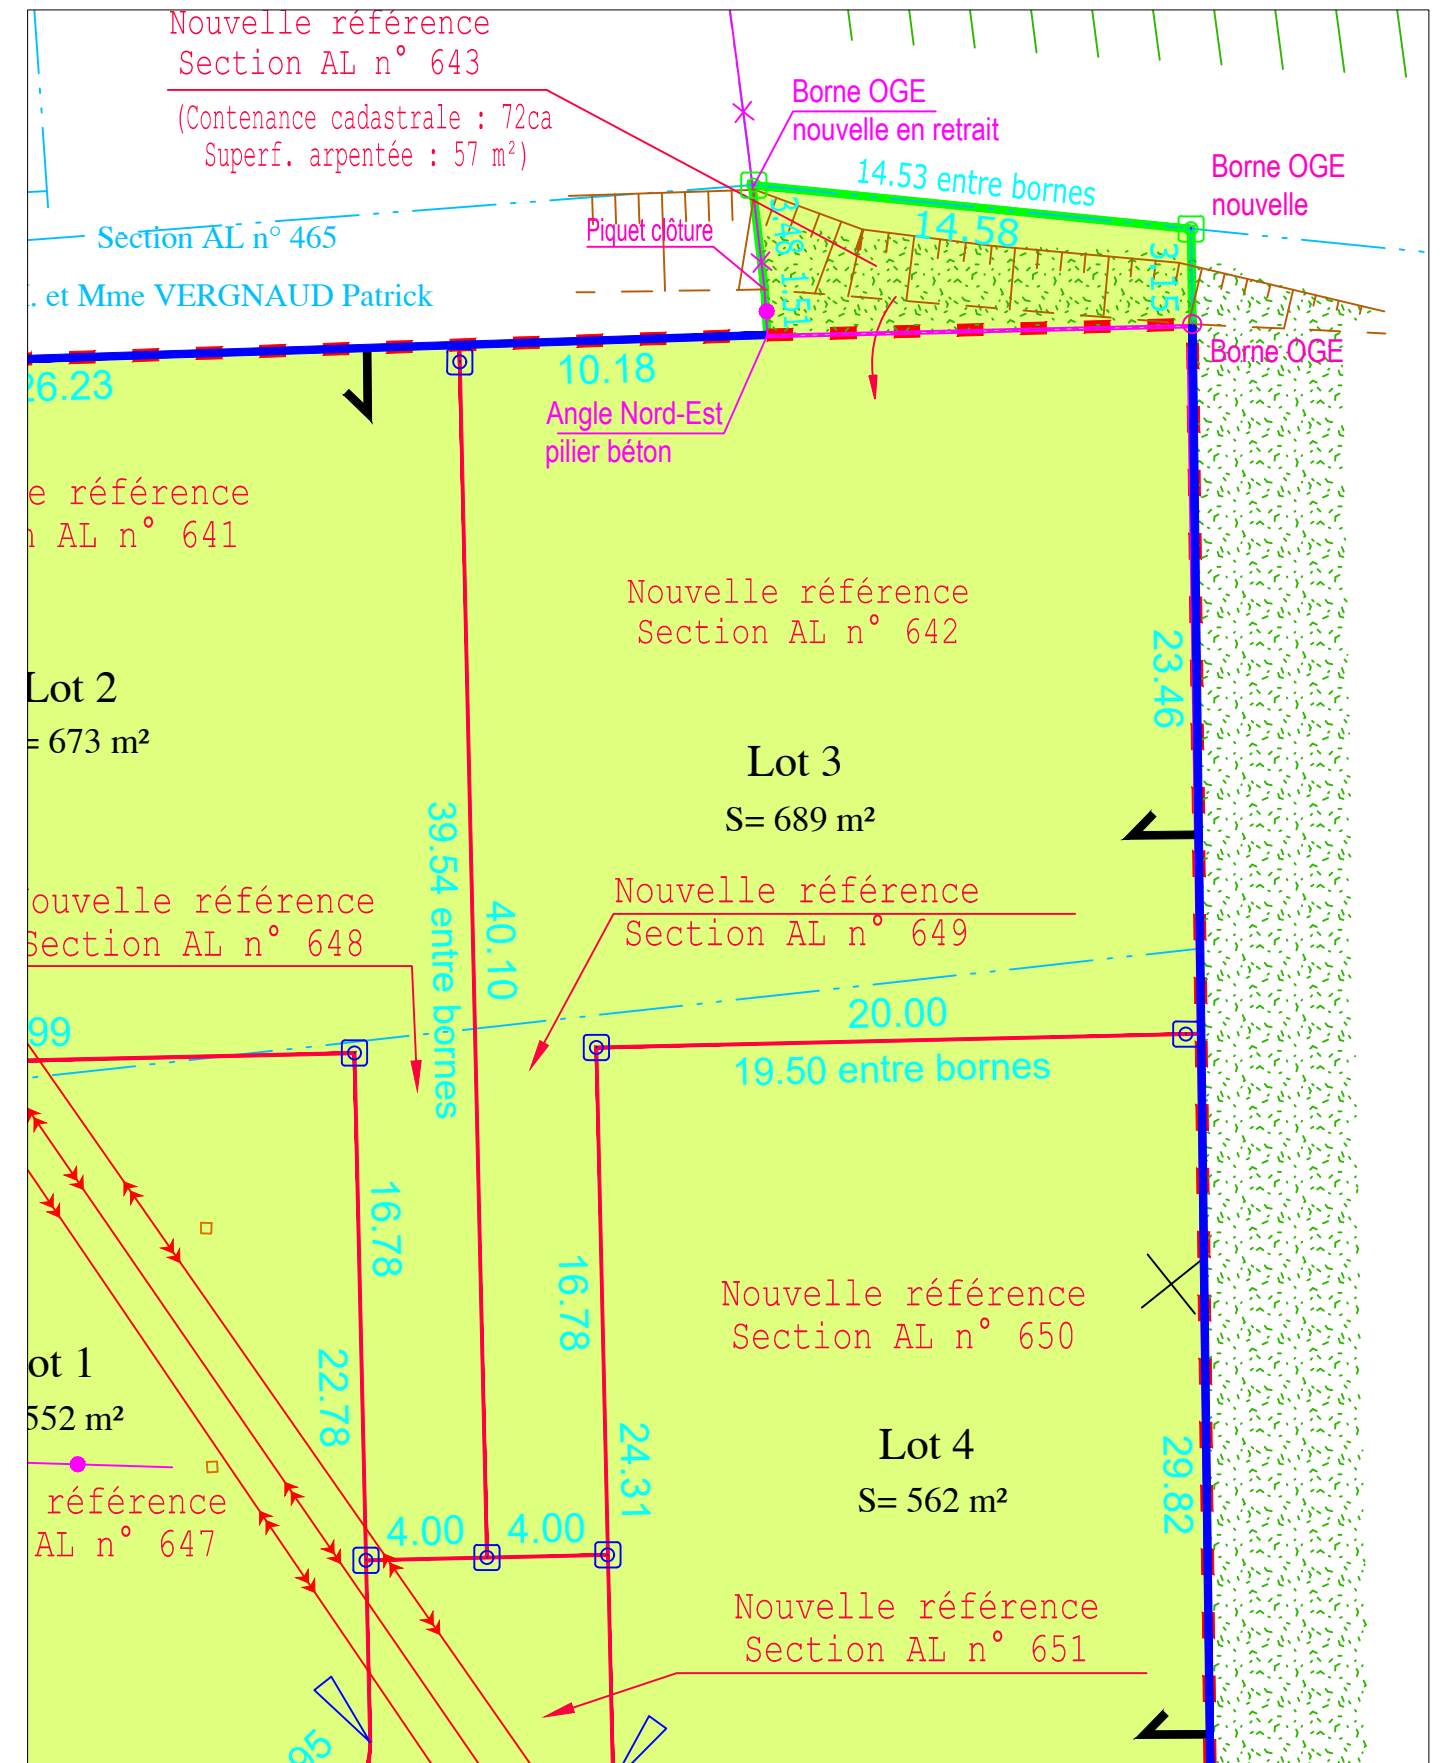 Nouvelle référence
Section AL n° 643
(Contenance cadastrale : 72ca
Superf. arpentée : 57 m²)
Borne OGE
nouvelle en retrait
14.53 entre bornes
Borne OGE
nouvelle
14.58
3.48
1.51
3.15
Piquet clôture
Section AL n° 465
et Mme VERGNAUD Patrick
Borne OGE
26.23
10.18
Angle Nord-Est
pilier béton
référence
AL n° 641
Nouvelle référence
Section AL n° 642
23.46
Lot 2
= 673 m²
Lot 3
S= 689 m²
39.54 entre bornes
40.10
ouvelle référence
Section AL n° 648
Nouvelle référence
Section AL n° 649
99
20.00
19.50 entre bornes
16.78
16.78
22.78
24.31
Nouvelle référence
Section AL n° 650
ot 1
552 m²
Lot 4
S= 562 m²
29.82
référence
AL n° 647
4.00
4.00
Nouvelle référence
Section AL n° 651
95